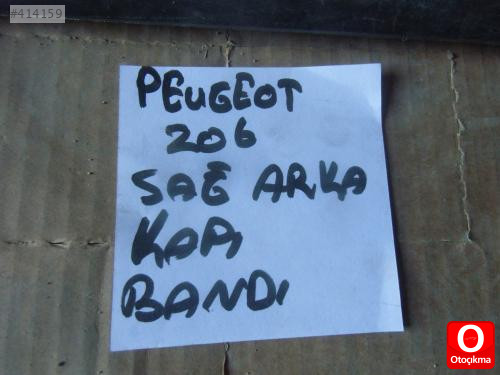 #414159
PEUGEOT
206
SAĞ ARKA
KAPI
BANDI
Otoçıkma